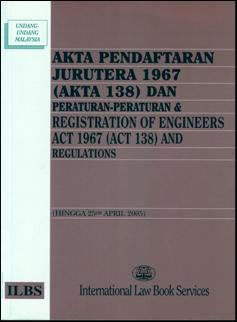 UNDANG-
UNDANG
MALAYSIA
AKTA PENDAFTARAN
JURUTERA 1967
(AKTA 138) DAN
PERATURAN-PERATURAN &
REGISTRATION OF ENGINEERS
ACT 1967 (ACT 138) AND
REGULATIONS
(HINGGA 25HB APRIL 2005)
ILBS
International Law Book Services